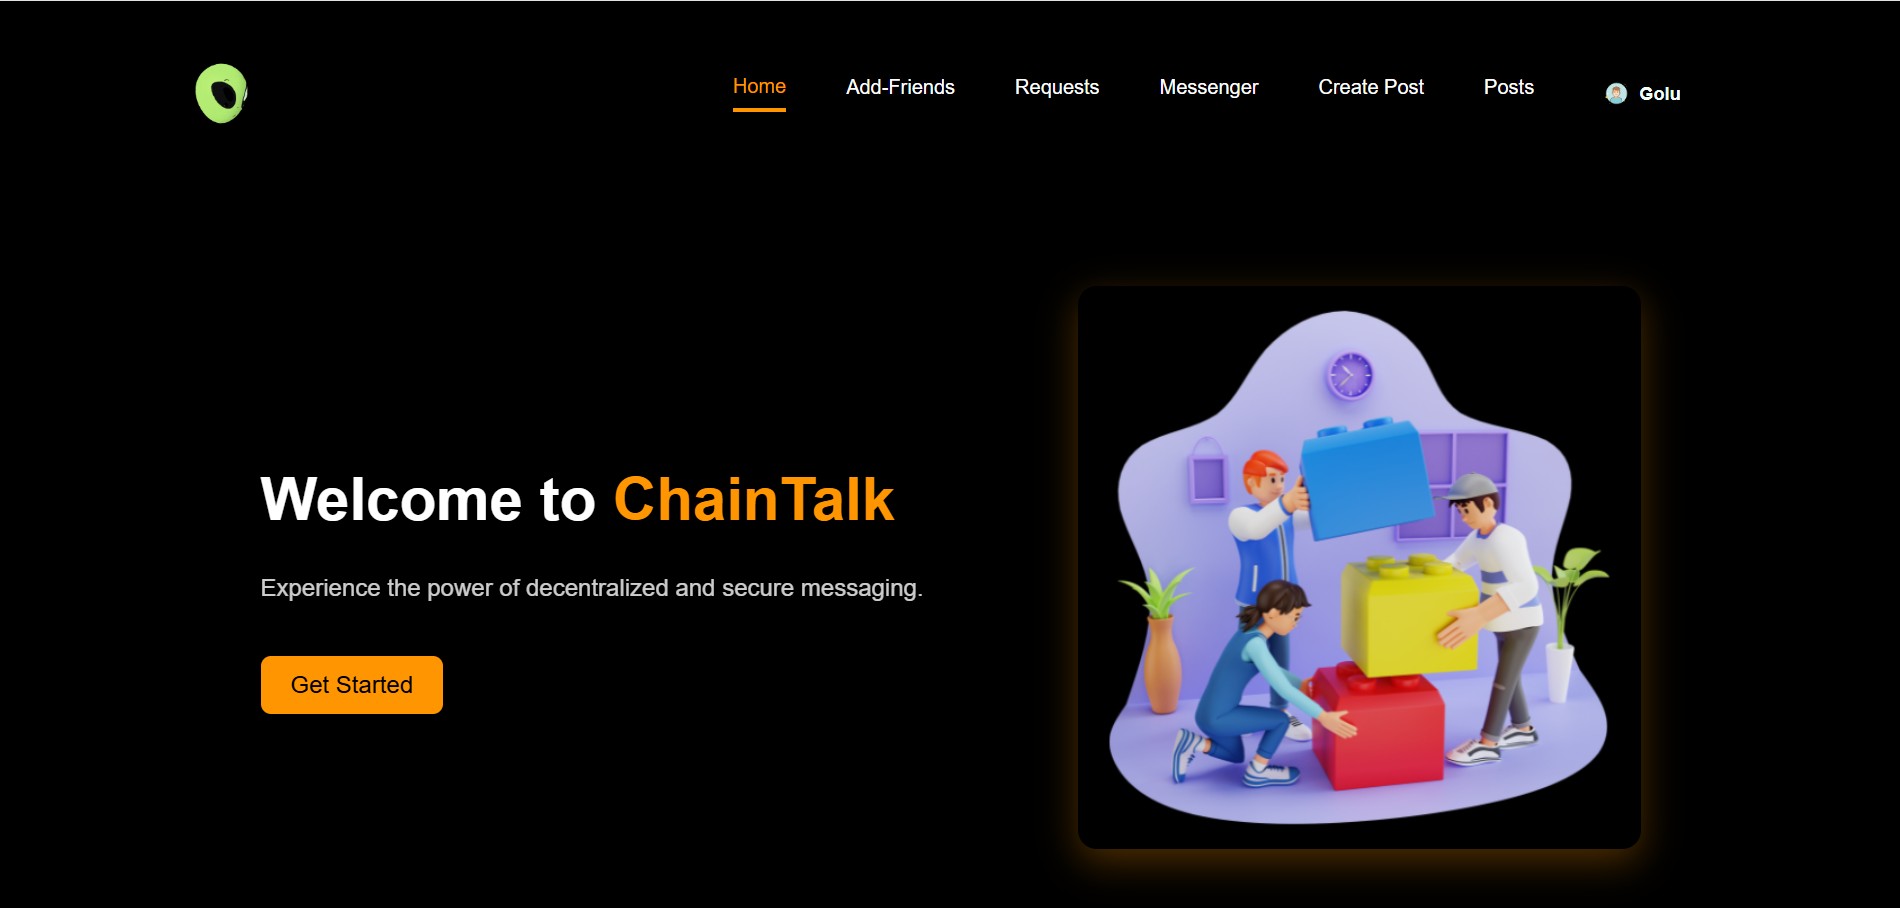 Home
Add-Friends
Requests
Messenger
Create Post
Posts
Golu
Welcome to ChainTalk
Experience the power of decentralized and secure messaging.
Get Started